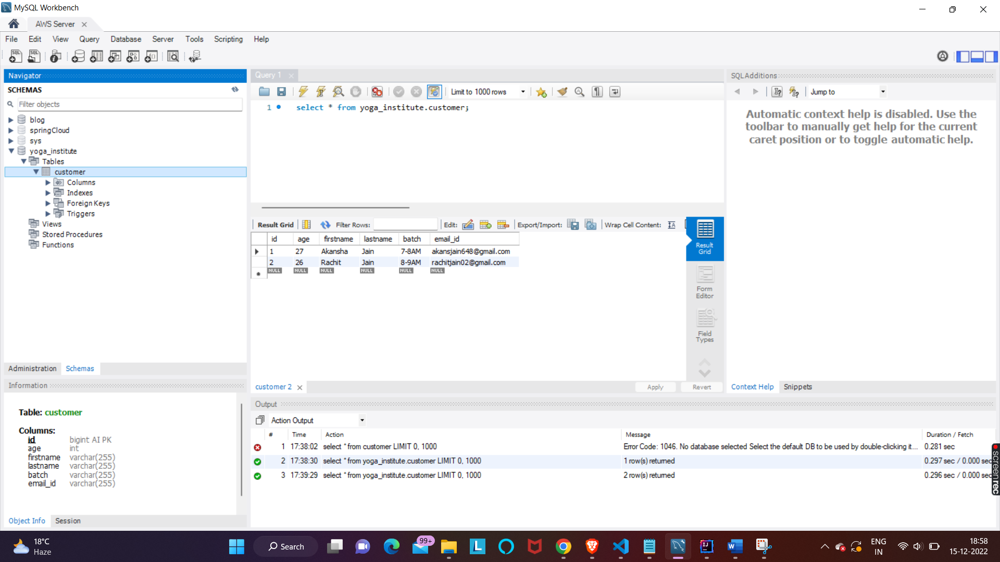 MySQL Workbench
AWS Server
File Edit View Query Database Server Tools Scripting Help
Navigator
SCHEMAS
Filter objects
blog
springCloud
sys
yoga_institute
Tables
customer
Columns
Indexes
Foreign Keys
Triggers
Views
Stored Procedures
Functions
Administration Schemas
Information
Table: customer
Columns:
id bigint AI PK
age int
firstname varchar(255)
lastname varchar(255)
batch varchar(255)
email_id varchar(255)
Object Info Session
Query 1
Limit to 1000 rows
1 select * from yoga_institute.customer;
Result Grid Filter Rows: Edit: Export/Import: Wrap Cell Content:
id age firstname lastname batch email_id
1 27 Akansha Jain 7-8AM akansjain648@gmail.com
2 26 Rachit Jain 8-9AM rachitjain02@gmail.com
NULL NULL NULL NULL NULL NULL
Result
Grid
Form
Editor
Field
Types
customer 2
Apply Revert
SQLAdditions
Jump to
Automatic context help is disabled. Use the
toolbar to manually get help for the current
caret position or to toggle automatic help.
Context Help Snippets
Output
Action Output
# Time Action Message Duration / Fetch
1 17:38:02 select * from customer LIMIT 0, 1000 Error Code: 1046. No database selected Select the default DB to be used by double-clicking it... 0.281 sec
2 17:38:30 select * from yoga_institute.customer LIMIT 0, 1000 1 row(s) returned 0.297 sec / 0.000 sec
3 17:39:29 select * from yoga_institute.customer LIMIT 0, 1000 2 row(s) returned 0.296 sec / 0.000 sec
screenrec
18°C
Haze
Search
99+
ENG
IN
18:58
15-12-2022